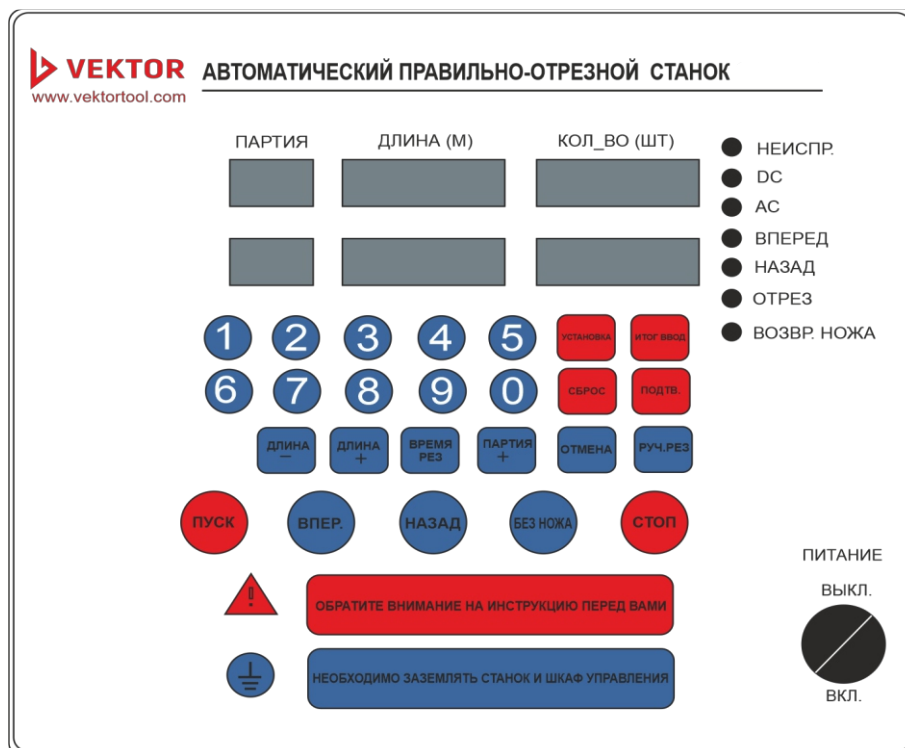 VEKTOR
www.vektortool.com
АВТОМАТИЧЕСКИЙ ПРАВИЛЬНО-ОТРЕЗНОЙ СТАНОК
ПАРТИЯ ДЛИНА (М) КОЛ_ВО (ШТ)
НЕИСПР.
DC
AC
ВПЕРЕД
НАЗАД
ОТРЕЗ
ВОЗВР. НОЖА
1 2 3 4 5 УСТАНОВКА ИТОГ ВВОД
6 7 8 9 0 СБРОС ПОДТВ.
ДЛИНА -
ДЛИНА +
ВРЕМЯ РЕЗ
ПАРТИЯ +
ОТМЕНА
РУЧ.РЕЗ
ПУСК ВПЕР. НАЗАД БЕЗ НОЖА СТОП
ПИТАНИЕ
ВЫКЛ.
ВКЛ.
!
ОБРАТИТЕ ВНИМАНИЕ НА ИНСТРУКЦИЮ ПЕРЕД ВАМИ
НЕОБХОДИМО ЗАЗЕМЛЯТЬ СТАНОК И ШКАФ УПРАВЛЕНИЯ